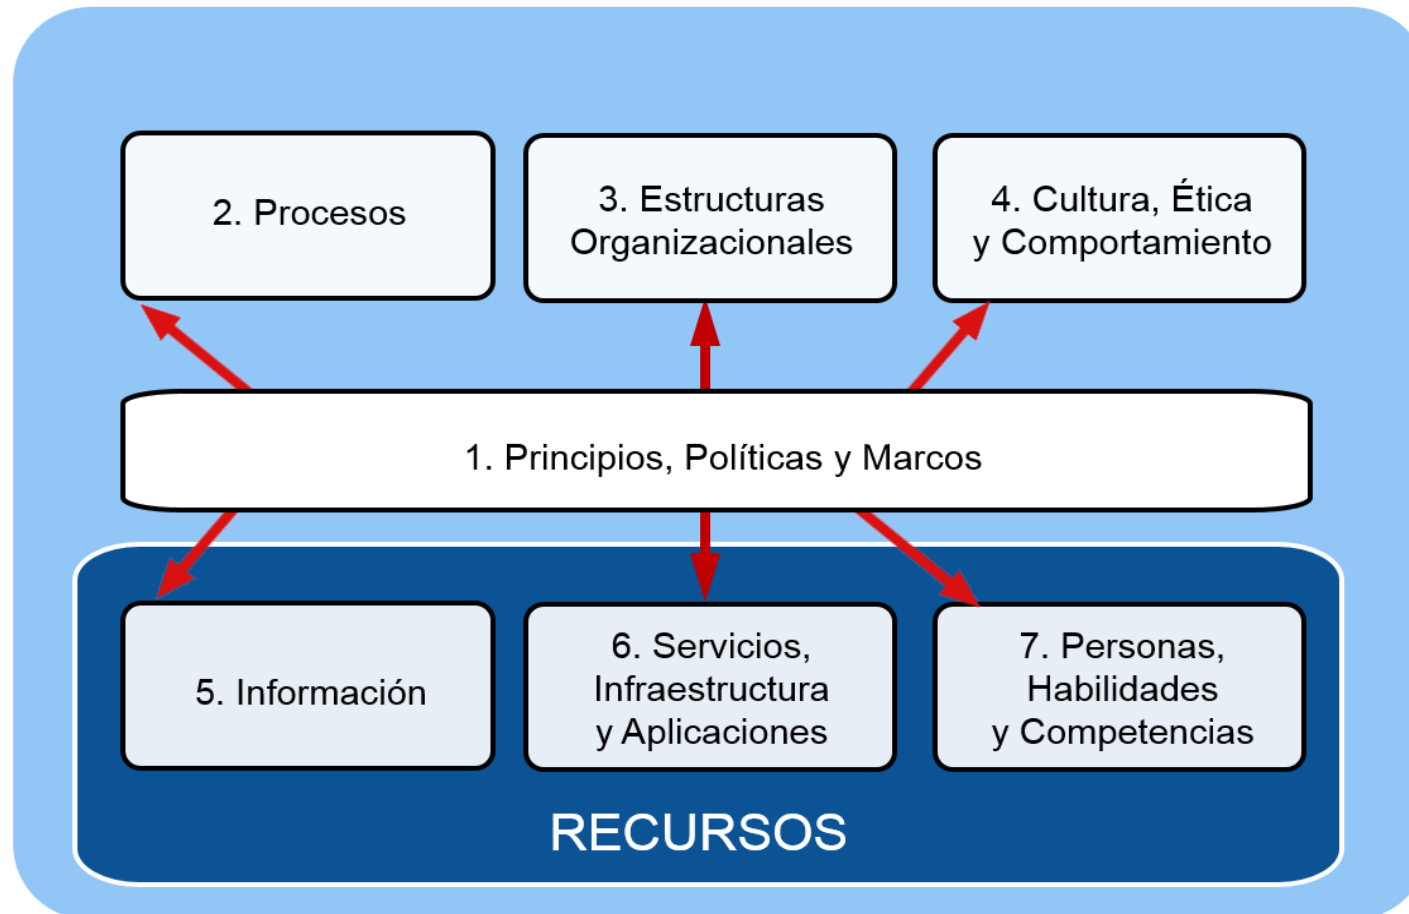 2. Procesos
3. Estructuras
Organizacionales
4. Cultura, Ética
y Comportamiento
1. Principios, Políticas y Marcos
5. Información
6. Servicios,
Infraestructura
y Aplicaciones
7. Personas,
Habilidades
y Competencias
RECURSOS